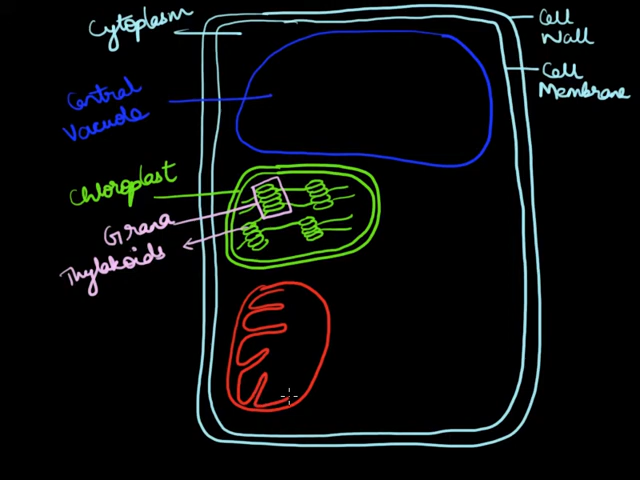 Cytoplasm
Cell
Wall
Cell
Membrane
Central
Vacuole
Chloroplast
Grana
Thylakoids